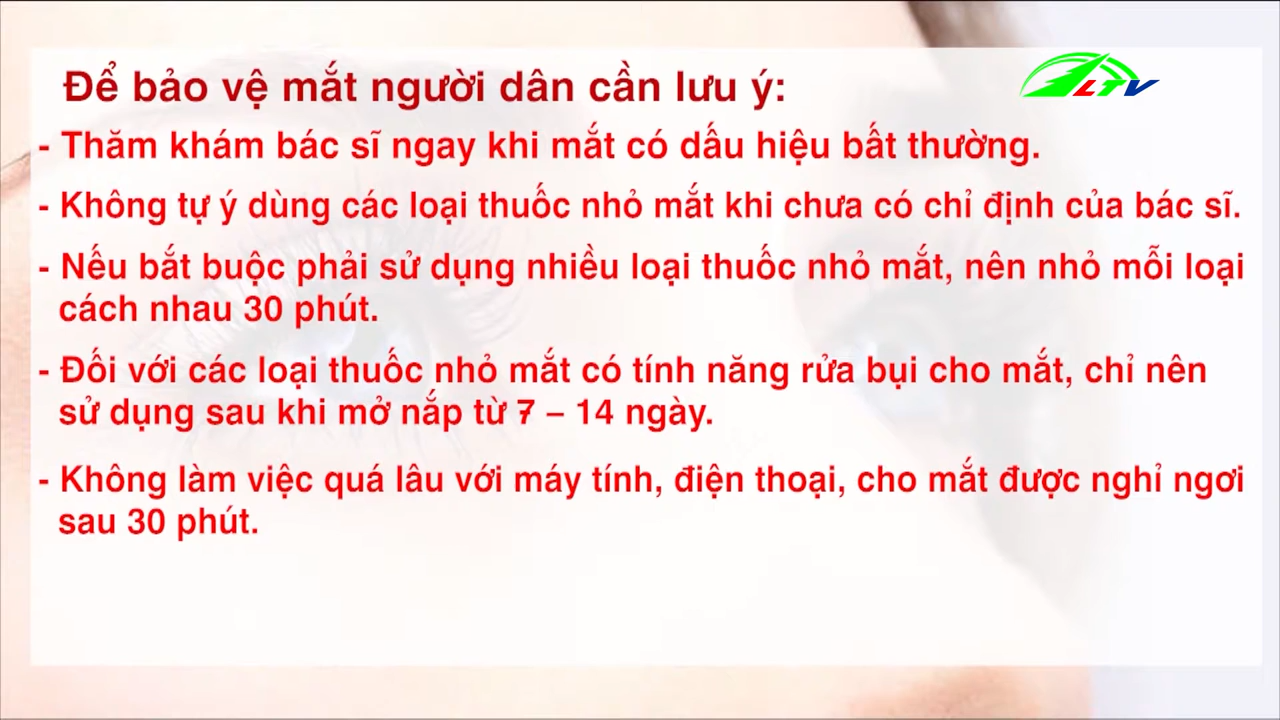 Để bảo vệ mắt người dân cần lưu ý:
LTV
- Thăm khám bác sĩ ngay khi mắt có dấu hiệu bất thường.
- Không tự ý dùng các loại thuốc nhỏ mắt khi chưa có chỉ định của bác sĩ.
- Nếu bắt buộc phải sử dụng nhiều loại thuốc nhỏ mắt, nên nhỏ mỗi loại
cách nhau 30 phút.
- Đối với các loại thuốc nhỏ mắt có tính năng rửa bụi cho mắt, chỉ nên
sử dụng sau khi mở nắp từ 7 – 14 ngày.
- Không làm việc quá lâu với máy tính, điện thoại, cho mắt được nghỉ ngơi
sau 30 phút.